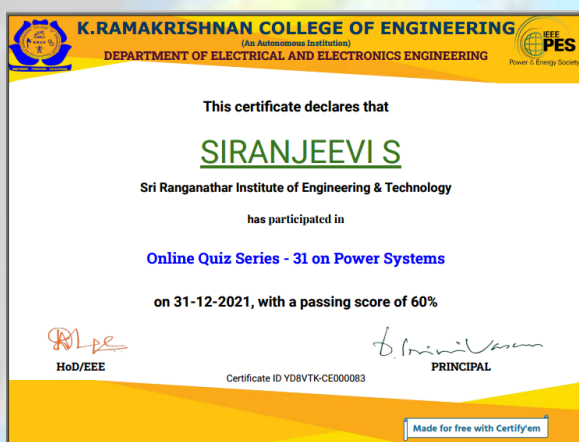 K.RAMAKRISHNAN COLLEGE OF ENGINEERING
(An Autonomous Institution)
DEPARTMENT OF ELECTRICAL AND ELECTRONICS ENGINEERING
IEEE
PES
Power & Energy Society
This certificate declares that
SIRANJEEVI S
Sri Ranganathar Institute of Engineering & Technology
has participated in
Online Quiz Series - 31 on Power Systems
on 31-12-2021, with a passing score of 60%
HoD/EEE
PRINCIPAL
Certificate ID YD8VTK-CE000083
Made for free with Certify'em